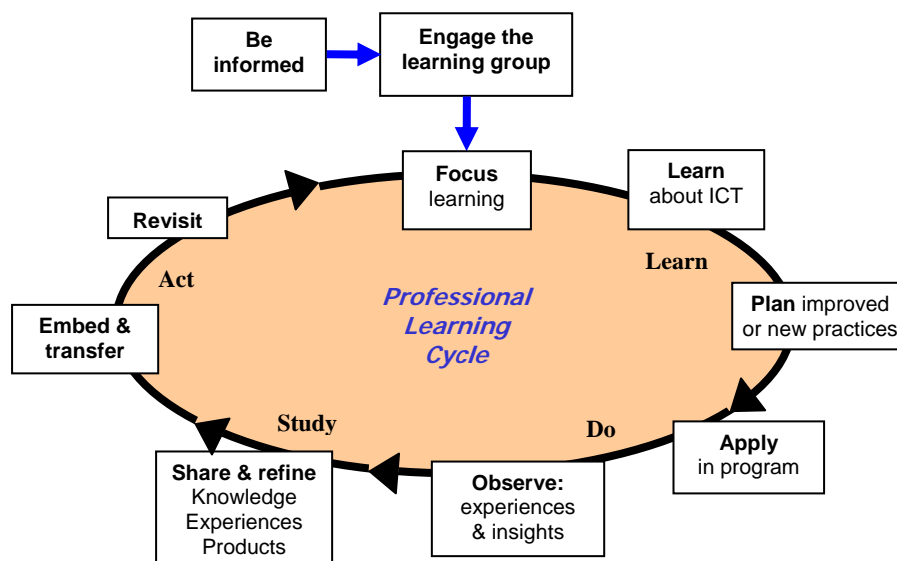 Be
informed
Engage the
learning group
Focus
learning
Learn
about ICT
Revisit
Act
Learn
Professional
Learning
Cycle
Embed &
transfer
Plan improved
or new practices
Study
Do
Apply
in program
Share & refine
Knowledge
Experiences
Products
Observe:
experiences
& insights